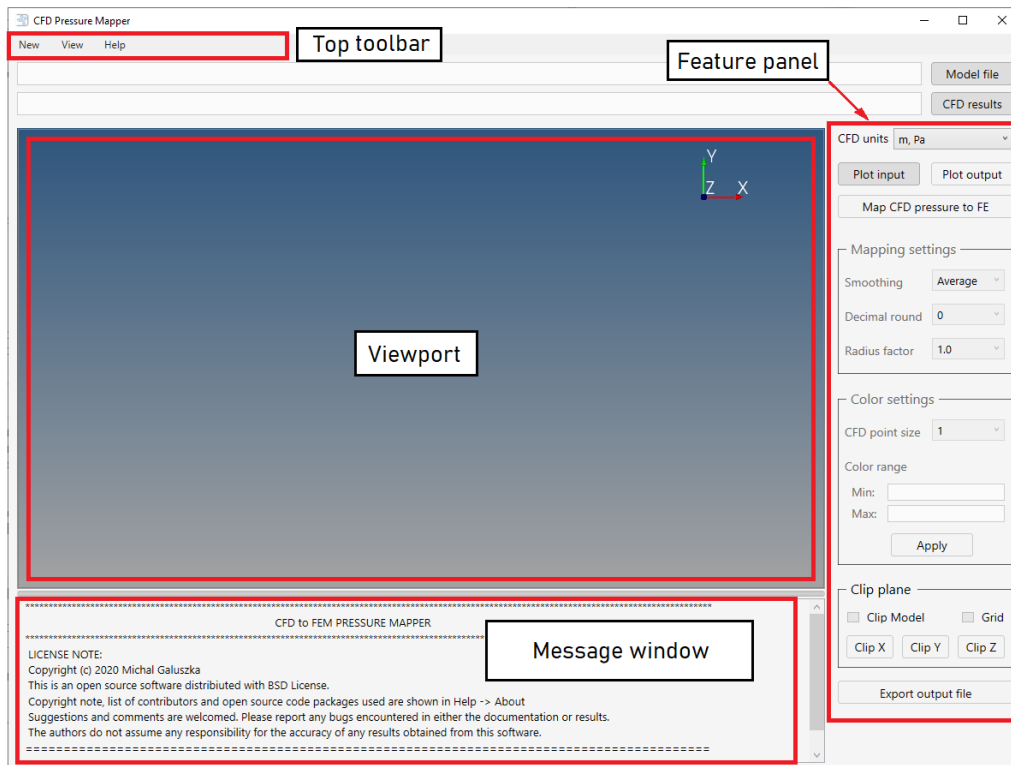 CFD Pressure Mapper
New View Help
Top toolbar
Feature panel
Model file
CFD results
CFD units m, Pa
Plot input Plot output
Map CFD pressure to FE
Mapping settings
Smoothing Average
Decimal round 0
Radius factor 1.0
Color settings
CFD point size 1
Color range
Min:
Max:
Apply
Clip plane
Clip Model Grid
Clip X Clip Y Clip Z
Export output file
Y
Z X
Viewport
*****************************************************************************************************************************************************
CFD to FEM PRESSURE MAPPER
*****************************************************************************************************
LICENSE NOTE:
Copyright (c) 2020 Michal Galuszka
This is an open source software distribiuted with BSD License.
Copyright note, list of contributors and open source code packages used are shown in Help -> About
Suggestions and comments are welcomed. Please report any bugs encountered in either the documentation or results.
The authors do not assume any responsibility for the accuracy of any results obtained from this software.
==========================================================================================
Message window